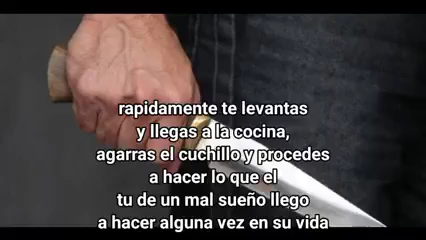 rapidamente te levantas
y llegas a la cocina,
agarras el cuchillo y procedes
a hacer lo que el
tu de un mal sueño llego
a hacer alguna vez en su vida